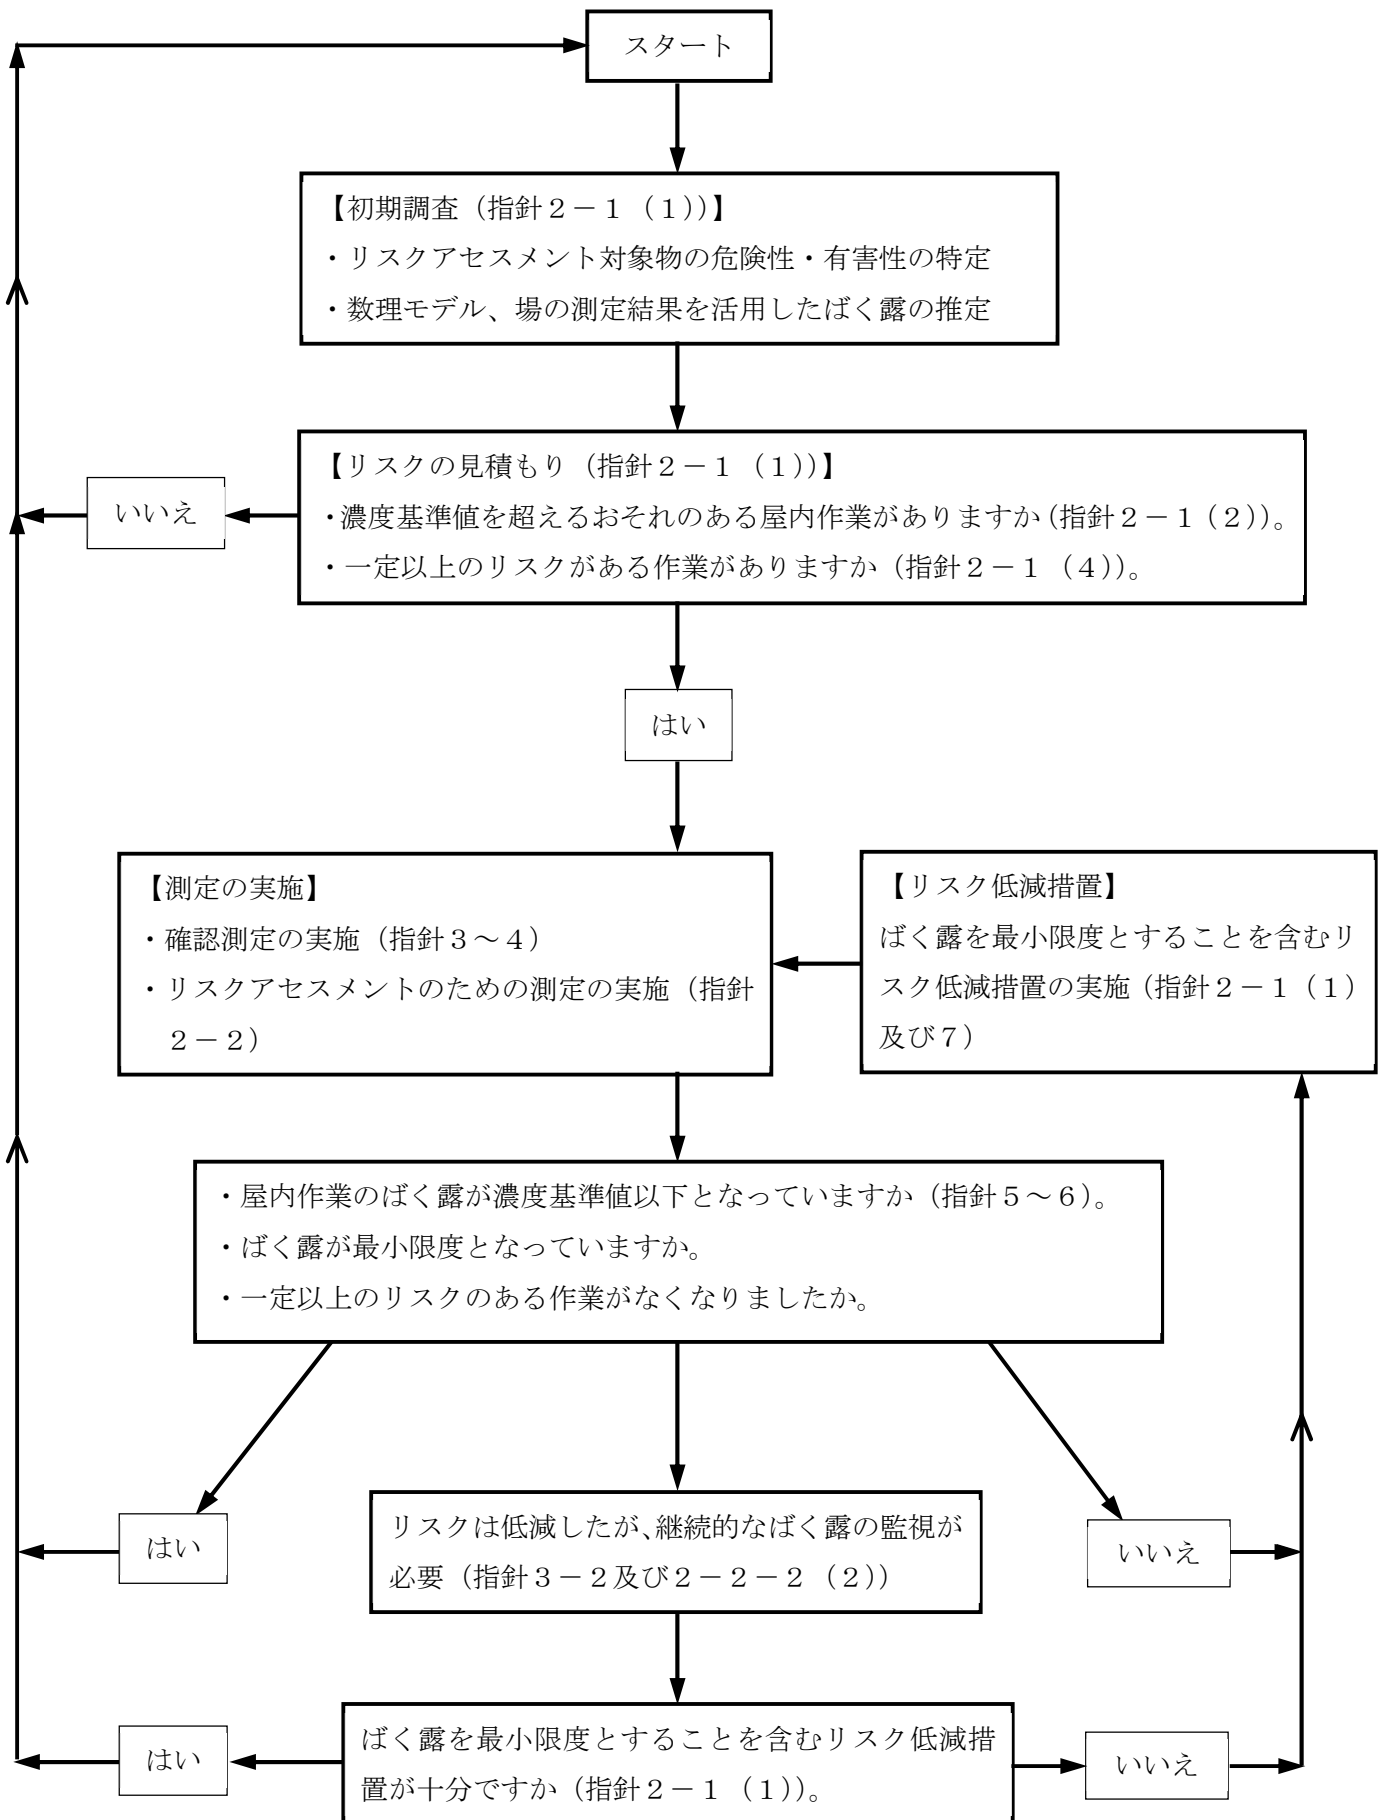 スタート
【初期調査（指針２－１（１））】
・リスクアセスメント対象物の危険性・有害性の特定
・数理モデル、場の測定結果を活用したばく露の推定
【リスクの見積もり（指針２－１（１））】
・濃度基準値を超えるおそれのある屋内作業がありますか（指針２－１（２））。
・一定以上のリスクがある作業がありますか（指針２－１（４））。
いいえ
はい
【測定の実施】
・確認測定の実施（指針３～４）
・リスクアセスメントのための測定の実施（指針
２－２）
【リスク低減措置】
ばく露を最小限度とすることを含むリ
スク低減措置の実施（指針２－１（１）
及び７）
・屋内作業のばく露が濃度基準値以下となっていますか（指針５～６）。
・ばく露が最小限度となっていますか。
・一定以上のリスクのある作業がなくなりましたか。
はい
リスクは低減したが、継続的なばく露の監視が
必要（指針３－２及び２－２－２（２））
いいえ
はい
ばく露を最小限度とすることを含むリスク低減措
置が十分ですか（指針２－１（１））。
いいえ